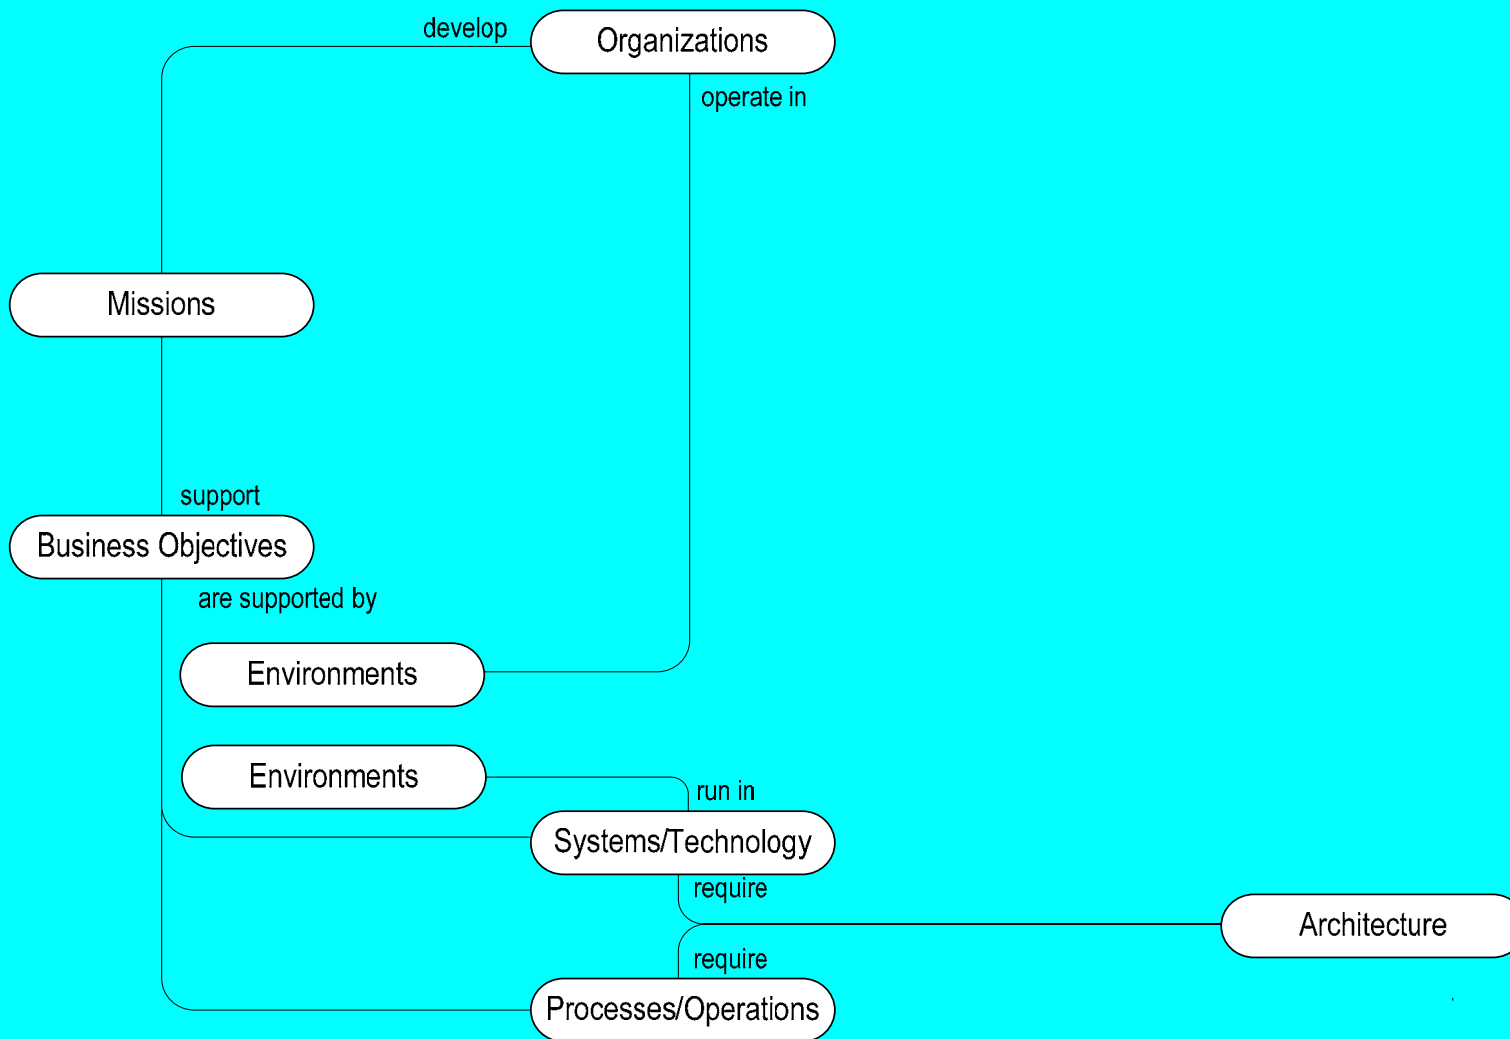 develop
Organizations
operate in
Missions
support
Business Objectives
are supported by
Environments
Environments
run in
Systems/Technology
require
Architecture
require
Processes/Operations